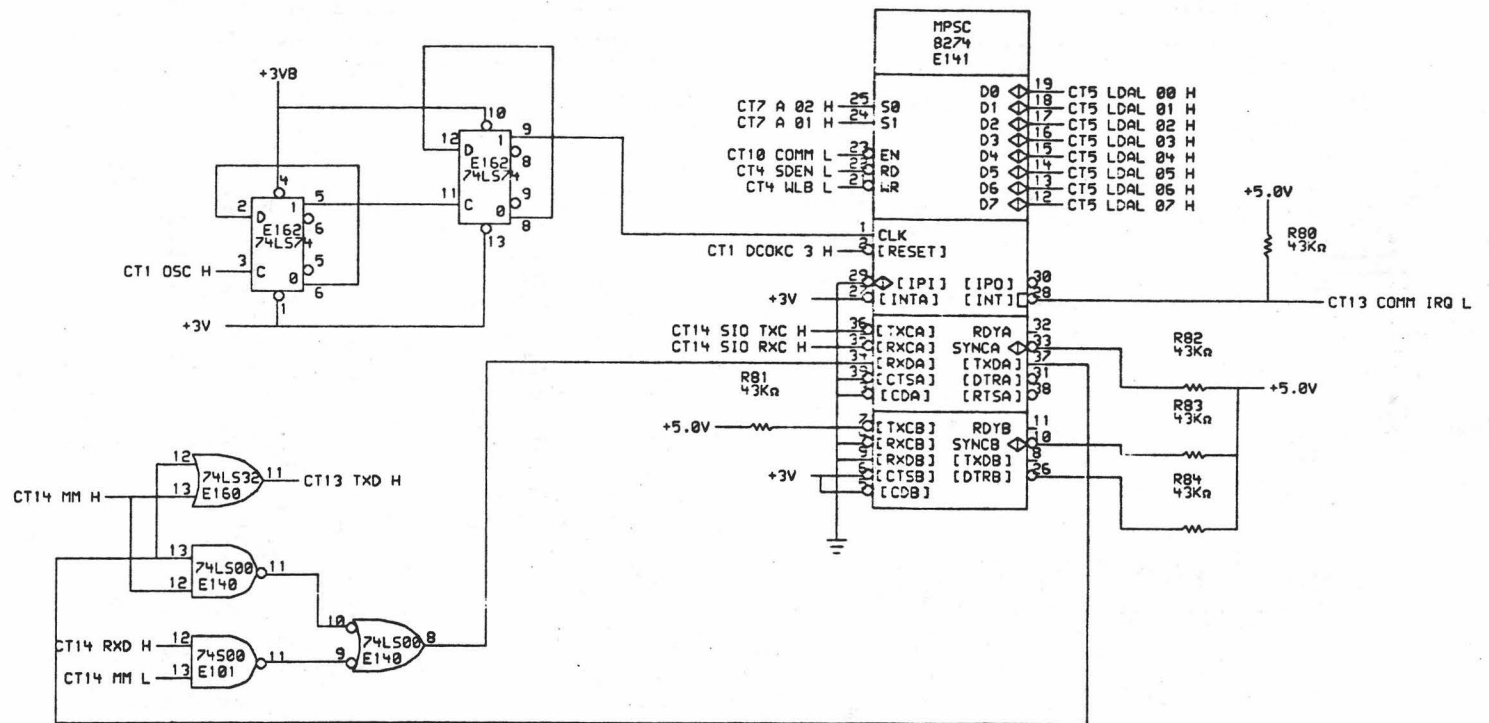 MPSC
8274
E141
+3VB
10
12
9
D
1
E162
74LS74
8
9
11
C
0
8
13
4
2
5
D
1
E162
74LS74
6
5
CT1 OSC H
3
C
0
6
1
+3V
CT7 A 02 H
25
S0
CT7 A 01 H
24
S1
CT10 COMM L
23
EN
CT4 SDEN L
RD
CT4 WLB L
21
WR
D0
19
CT5 LDAL 00 H
D1
18
CT5 LDAL 01 H
D2
17
CT5 LDAL 02 H
D3
16
CT5 LDAL 03 H
D4
15
CT5 LDAL 04 H
D5
14
CT5 LDAL 05 H
D6
13
CT5 LDAL 06 H
D7
12
CT5 LDAL 07 H
+5.0V
R80
43KΩ
1
CLK
CT1 DCOKC 3 H
2
[RESET]
29
[IPI]
[IPO]
30
+3V
27
[INTA]
[INT]
28
CT13 COMM IRQ L
CT14 SIO TXC H
36
[TXCA]
RDYA
32
CT14 SIO RXC H
35
[RXCA]
SYNCA
33
34
[RXDA]
[TXDA]
37
39
[CTSA]
[DTRA]
31
[CDA]
[RTSA]
38
R81
43KΩ
R82
43KΩ
+5.0V
R83
43KΩ
R84
43KΩ
+5.0V
7
[TXCB]
RDYB
11
[RXCB]
SYNCB
10
9
[RXDB]
[TXDB]
8
+3V
6
[CTSB]
[DTRB]
26
5
[CDB]
12
74LS32
11
CT13 TXD H
CT14 MM H
13
E160
13
74LS00
11
12
E140
10
74LS00
8
9
E140
CT14 RXD H
12
74S00
11
CT14 MM L
13
E101